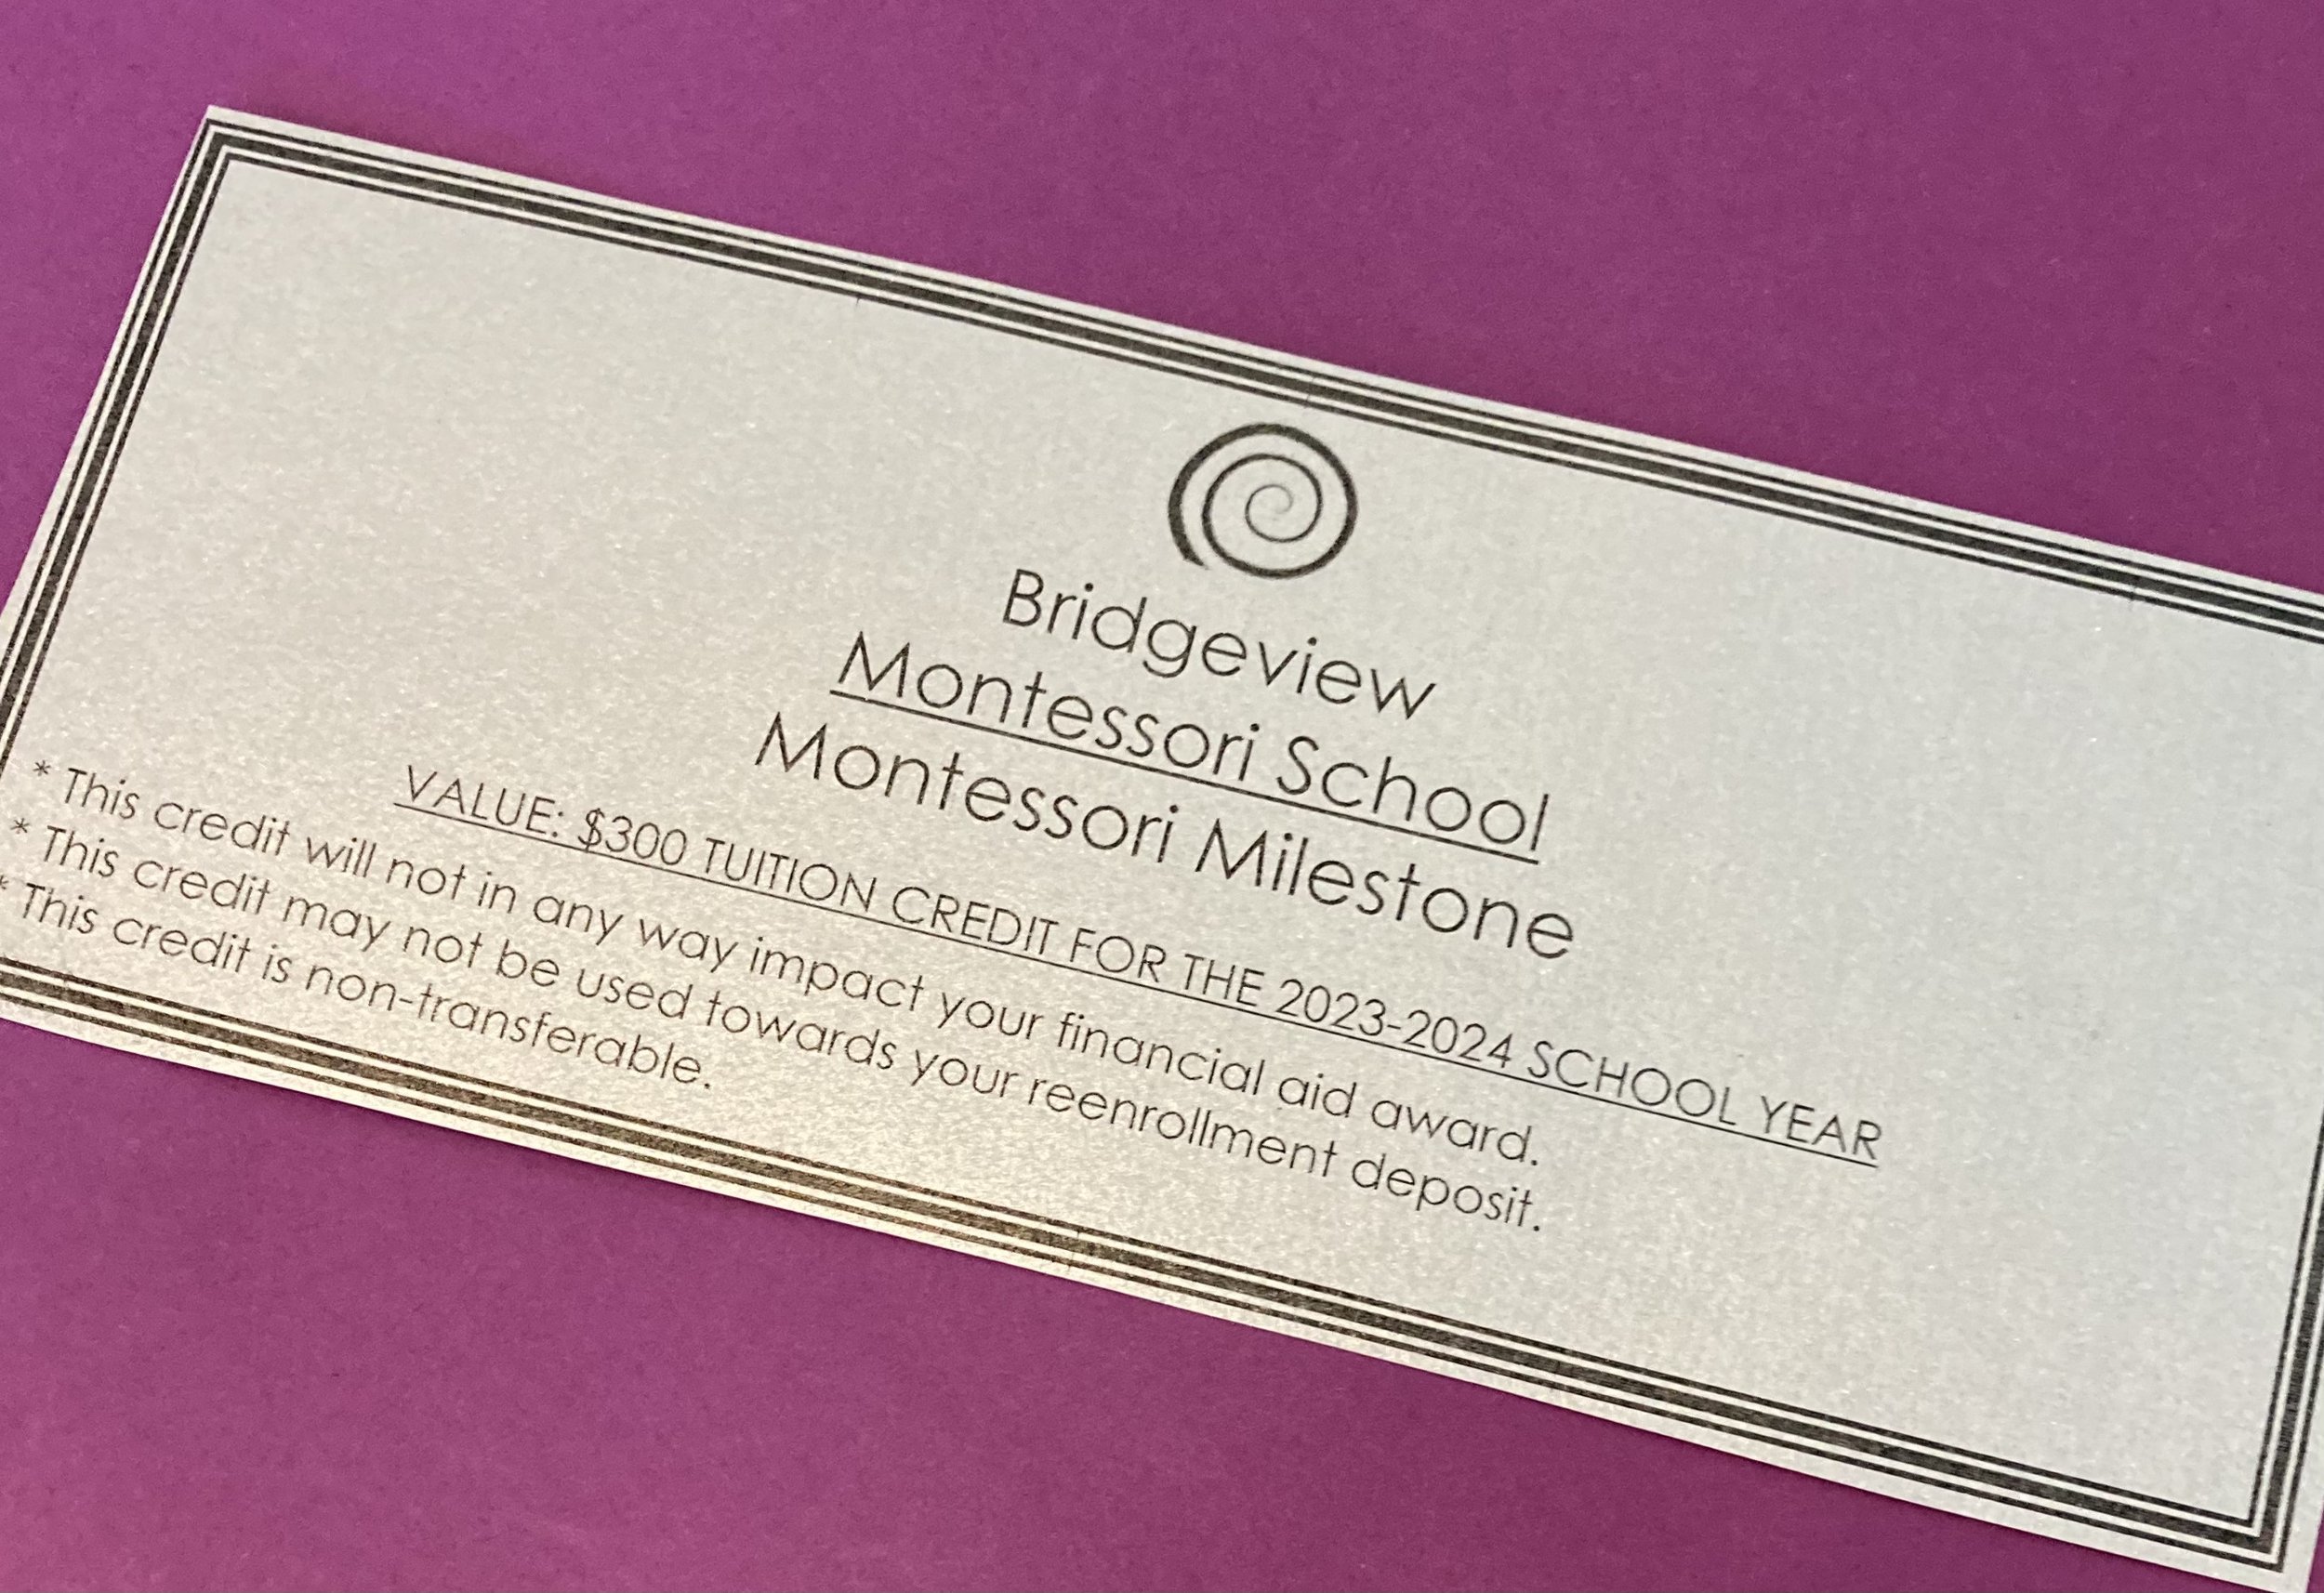 Bridgeview
Montessori School
Montessori Milestone
VALUE: $300 TUITION CREDIT FOR THE 2023-2024 SCHOOL YEAR
* This credit will not in any way impact your financial aid award.
* This credit may not be used towards your reenrollment deposit.
* This credit is non-transferable.